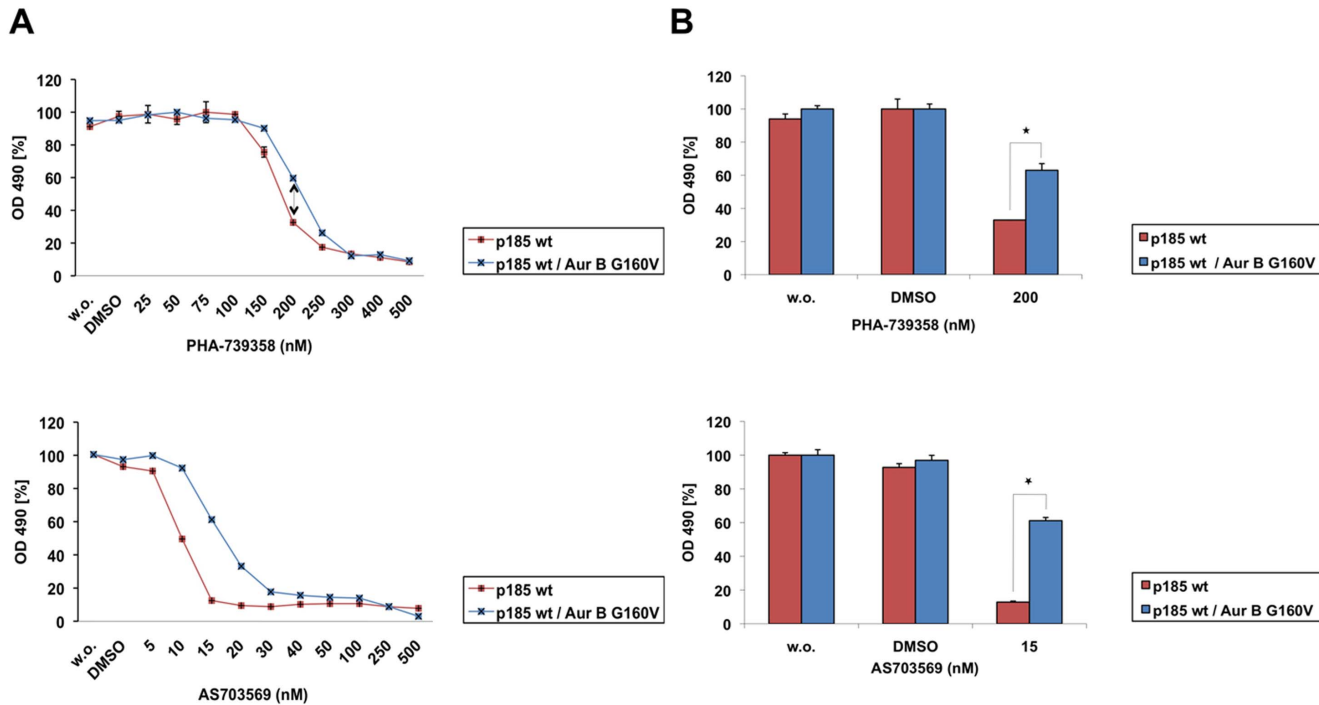 A
B
120
100
80
60
40
20
0
OD 490 [%]
w.o.
DMSO
25
50
75
100
150
200
250
300
400
500
PHA-739358 (nM)
p185 wt
p185 wt / Aur B G160V
120
100
80
60
40
20
0
OD 490 [%]
★
w.o. DMSO 200
PHA-739358 (nM)
p185 wt
p185 wt / Aur B G160V
120
100
80
60
40
20
0
OD 490 [%]
w.o.
DMSO
5
10
15
20
30
40
50
100
250
500
AS703569 (nM)
p185 wt
p185 wt / Aur B G160V
120
100
80
60
40
20
0
OD 490 [%]
★
w.o. DMSO 15
AS703569 (nM)
p185 wt
p185 wt / Aur B G160V